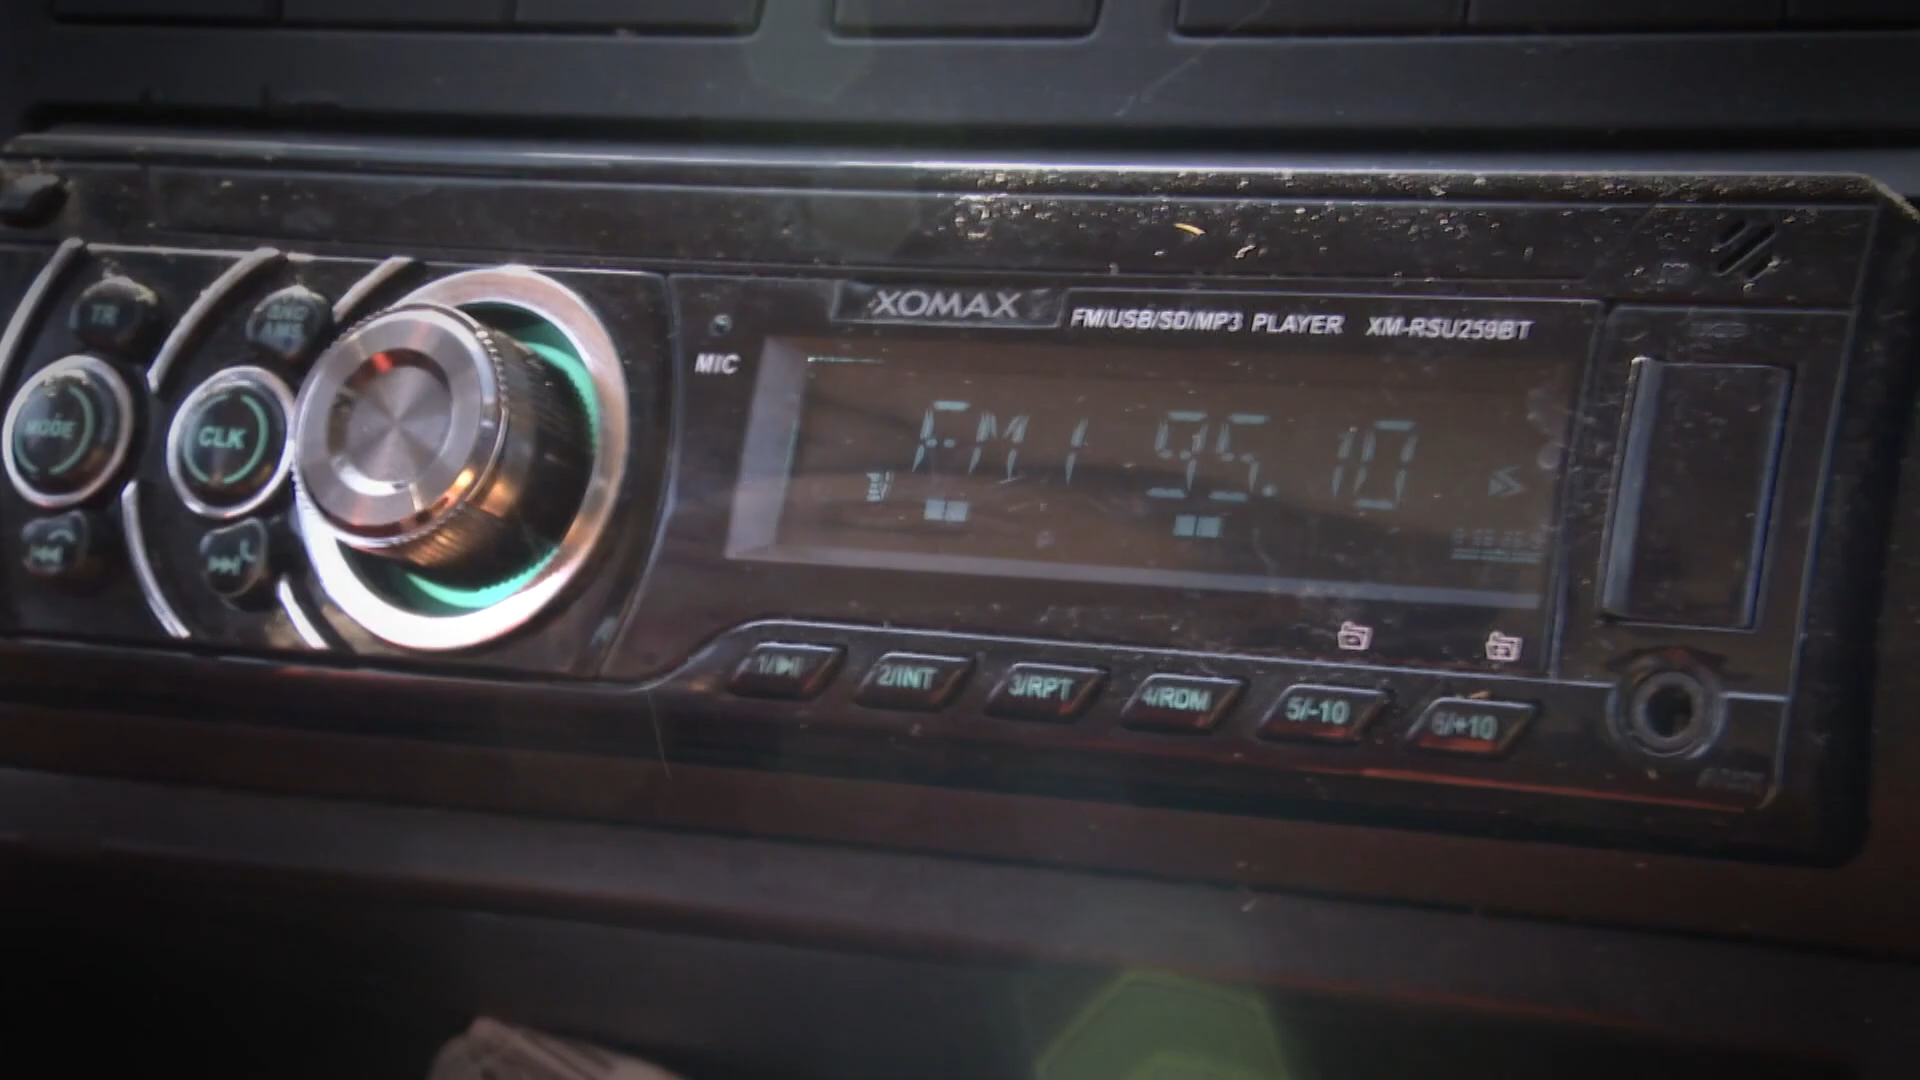 XOMAX
FM/USB/SD/MP3 PLAYER XM-RSU259BT
MIC
TR
AMS
MODE
CLK
FM1 95.10
1/
2/INT
3/RPT
4/RDM
5/-10
6/+10